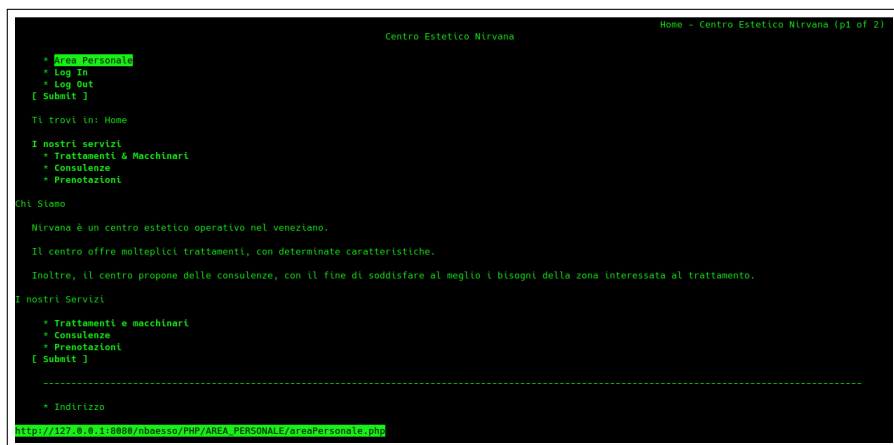 Home - Centro Estetico Nirvana (p1 of 2)
Centro Estetico Nirvana
* Area Personale
* Log In
* Log Out
[ Submit ]
Ti trovi in: Home
I nostri servizi
* Trattamenti & Macchinari
* Consulenze
* Prenotazioni
Chi Siamo
Nirvana è un centro estetico operativo nel veneziano.
Il centro offre molteplici trattamenti, con determinate caratteristiche.
Inoltre, il centro propone delle consulenze, con il fine di soddisfare al meglio i bisogni della zona interessata al trattamento.
I nostri Servizi
* Trattamenti e macchinari
* Consulenze
* Prenotazioni
[ Submit ]
* Indirizzo
http://127.0.0.1:8080/nbaesso/PHP/AREA_PERSONALE/areaPersonale.php